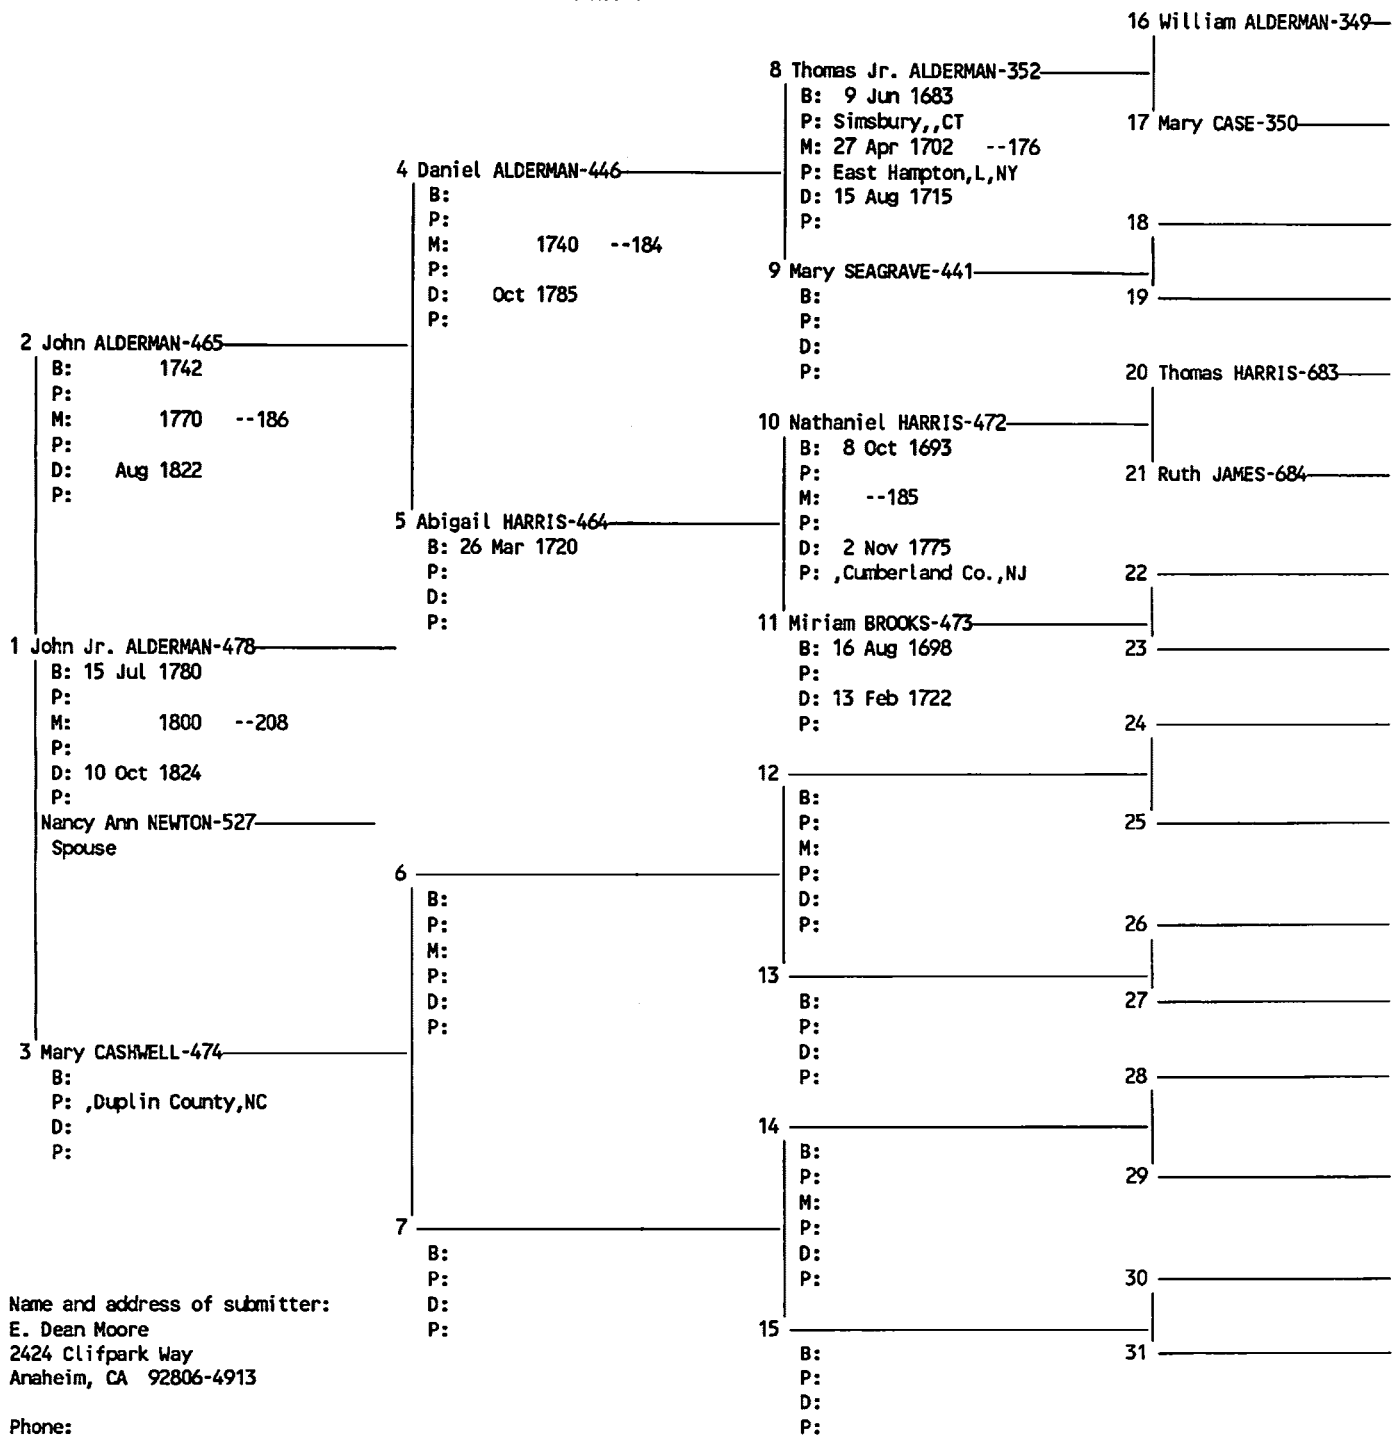 1 John Jr. ALDERMAN-478
B: 15 Jul 1780
P:
M: 1800 --208
P:
D: 10 Oct 1824
P:
Nancy Ann NEWTON-527
Spouse
2 John ALDERMAN-465
B: 1742
P:
M: 1770 --186
P:
D: Aug 1822
P:
3 Mary CASHWELL-474
B:
P: ,Duplin County,NC
D:
P:
4 Daniel ALDERMAN-446
B:
P:
M: 1740 --184
P:
D: Oct 1785
P:
5 Abigail HARRIS-464
B: 26 Mar 1720
P:
D:
P:
6
B:
P:
M:
P:
D:
P:
7
B:
P:
D:
P:
8 Thomas Jr. ALDERMAN-352
B: 9 Jun 1683
P: Simsbury,,CT
M: 27 Apr 1702 --176
P: East Hampton,L,NY
D: 15 Aug 1715
P:
9 Mary SEAGRAVE-441
B:
P:
D:
P:
10 Nathaniel HARRIS-472
B: 8 Oct 1693
P:
M: --185
P:
D: 2 Nov 1775
P: ,Cumberland Co.,NJ
11 Miriam BROOKS-473
B: 16 Aug 1698
P:
D: 13 Feb 1722
P:
12
B:
P:
M:
P:
D:
P:
13
B:
P:
D:
P:
14
B:
P:
M:
P:
D:
P:
15
B:
P:
D:
P:
16 William ALDERMAN-349
17 Mary CASE-350
18
19
20 Thomas HARRIS-683
21 Ruth JAMES-684
22
23
24
25
26
27
28
29
30
31
Name and address of submitter:
E. Dean Moore
2424 Clifpark Way
Anaheim, CA 92806-4913
Phone: